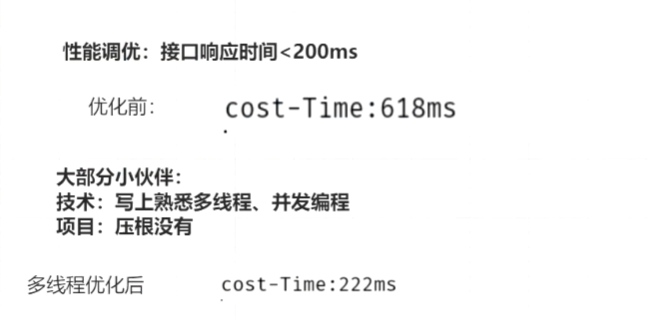 性能调优：接口响应时间<200ms
优化前：
cost-Time:618ms
大部分小伙伴：
技术：写上熟悉多线程、并发编程
项目：压根没有
多线程优化后
cost-Time:222ms